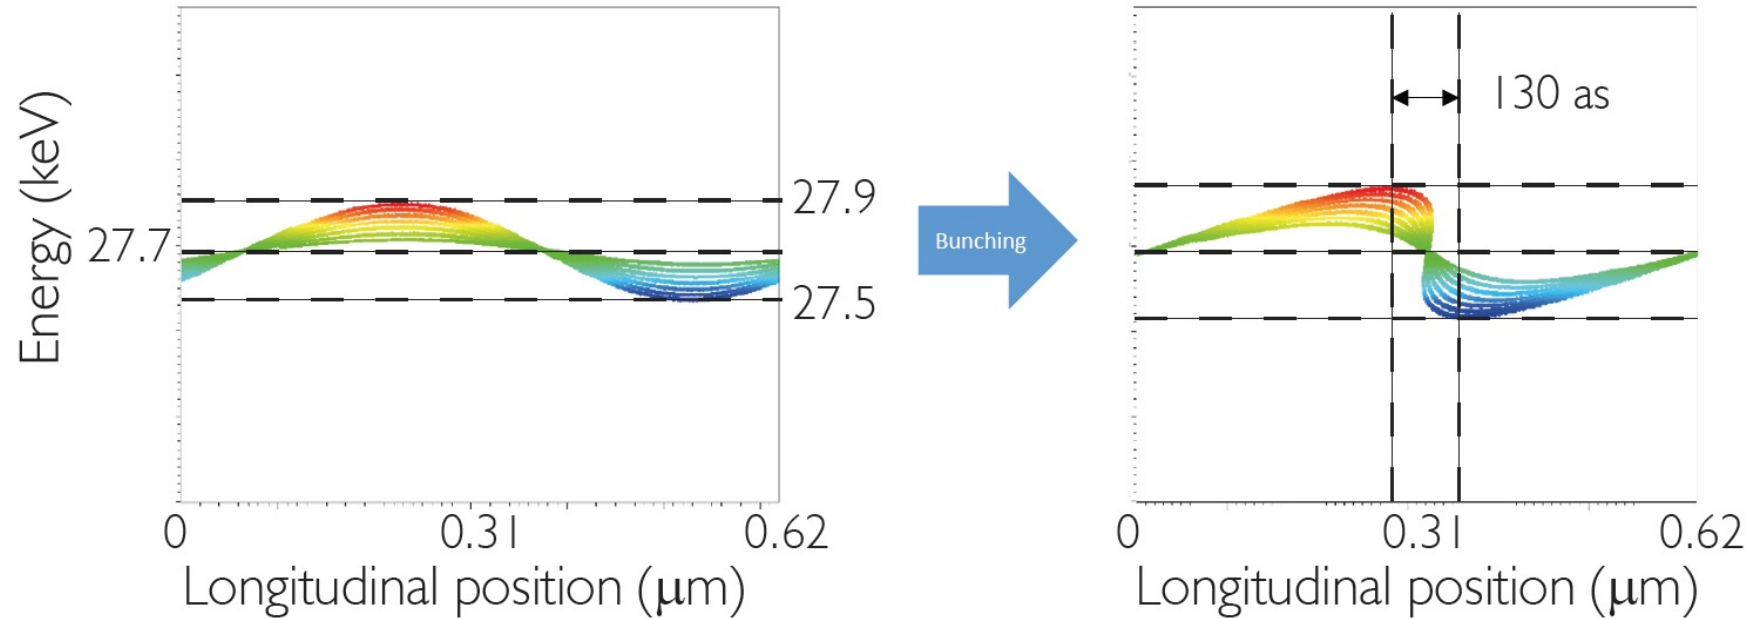 Energy (keV)
27.9
27.7
27.5
0 0.31 0.62
Longitudinal position (μm)
Bunching
130 as
0 0.31 0.62
Longitudinal position (μm)